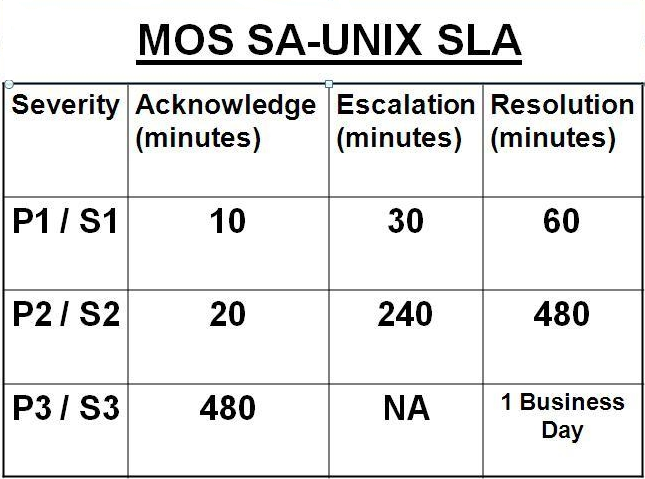 MOS SA-UNIX SLA
Severity Acknowledge (minutes) Escalation (minutes) Resolution (minutes)
P1 / S1 10 30 60
P2 / S2 20 240 480
P3 / S3 480 NA 1 Business Day